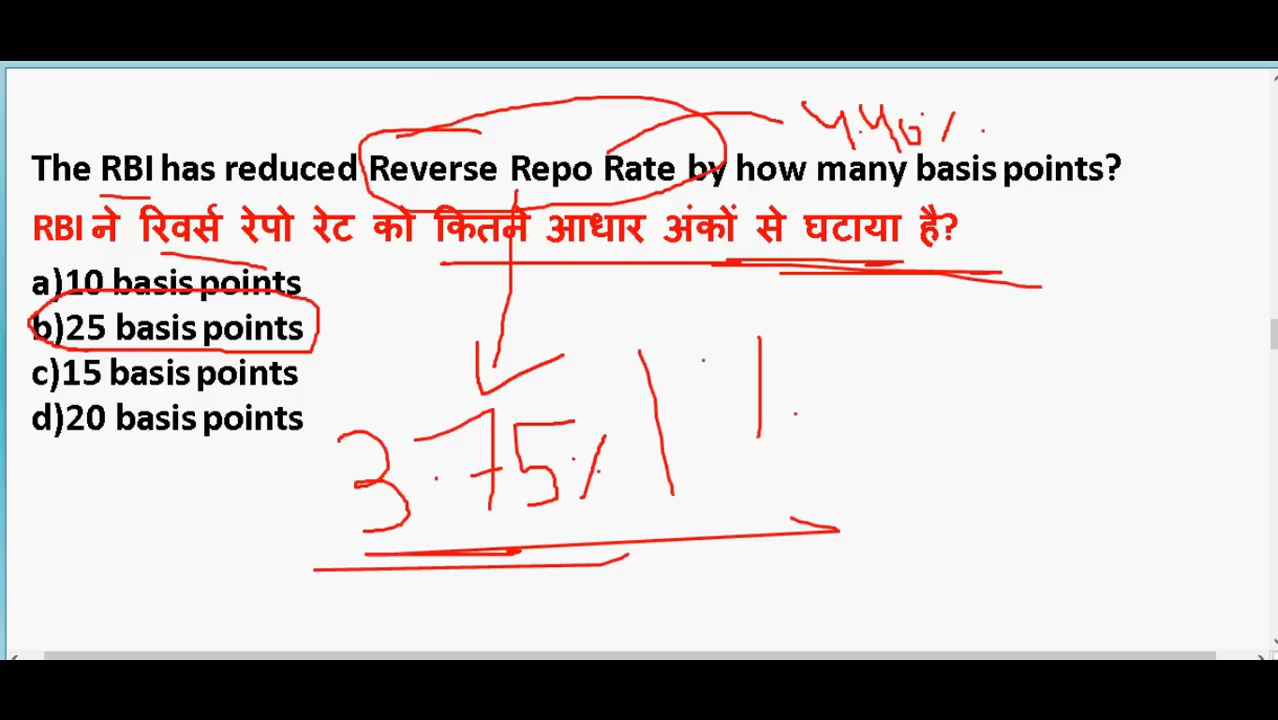 4.40%
The RBI has reduced Reverse Repo Rate by how many basis points?
RBI ने रिवर्स रेपो रेट को कितने आधार अंकों से घटाया है?
a)10 basis points
b)25 basis points
c)15 basis points
d)20 basis points
3.75%